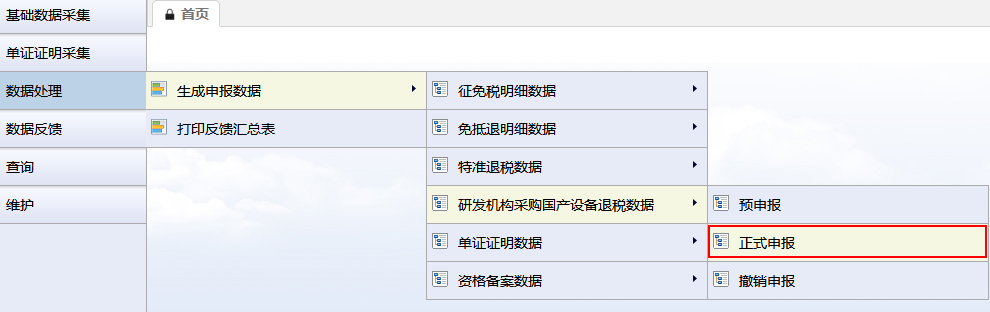 基础数据采集
首页
单证证明采集
数据处理
生成申报数据
征免税明细数据
数据反馈
打印反馈汇总表
免抵退明细数据
查询
特准退税数据
维护
研发机构采购国产设备退税数据
预申报
单证证明数据
正式申报
资格备案数据
撤销申报